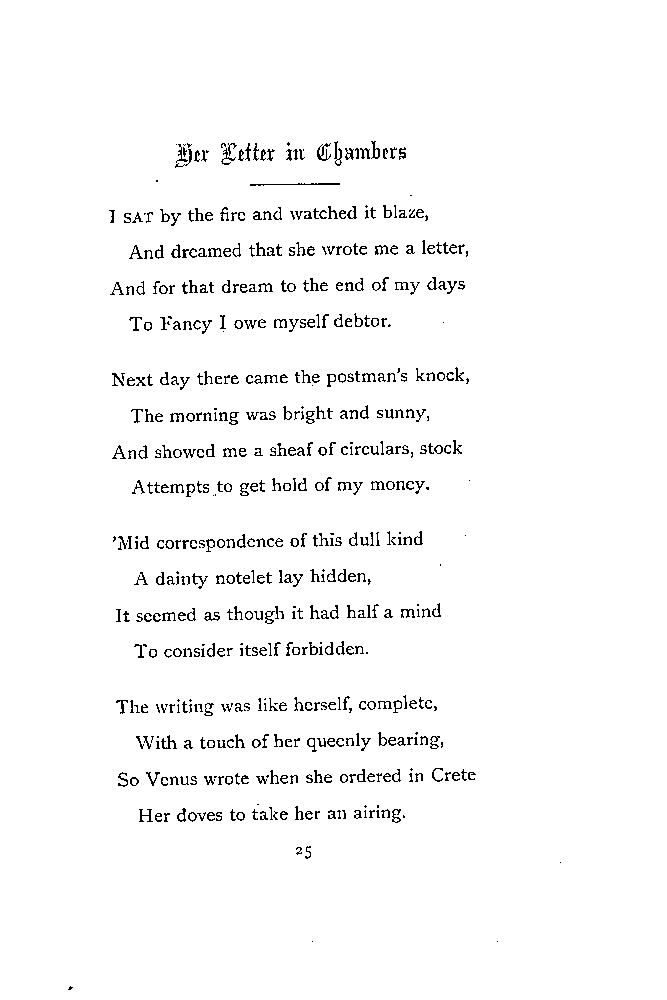 Her Letter in Chambers
I SAT by the fire and watched it blaze,
And dreamed that she wrote me a letter,
And for that dream to the end of my days
To Fancy I owe myself debtor.
Next day there came the postman's knock,
The morning was bright and sunny,
And showed me a sheaf of circulars, stock
Attempts to get hold of my money.
'Mid correspondence of this dull kind
A dainty notelet lay hidden,
It seemed as though it had half a mind
To consider itself forbidden.
The writing was like herself, complete,
With a touch of her queenly bearing,
So Venus wrote when she ordered in Crete
Her doves to take her an airing.
25